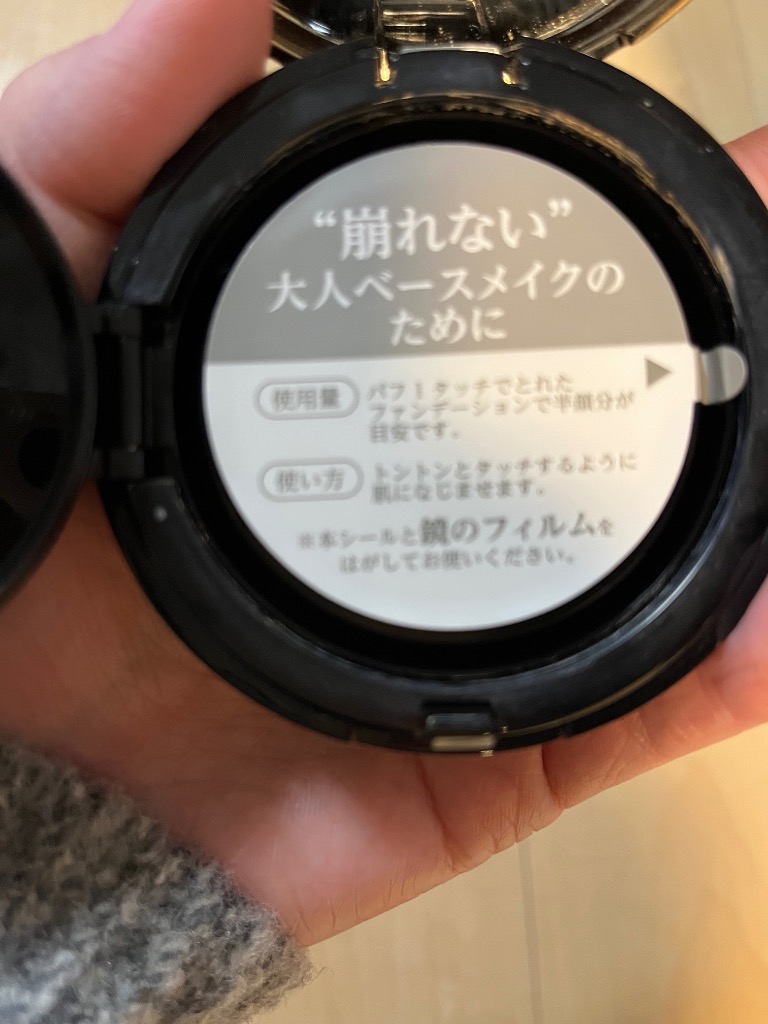 “崩れない”
大人ベースメイクの
ために
使用量 パフ1タッチでとれた
ファンデーションで半顔分が
目安です。
使い方 トントンとタッチするように
肌になじませます。
※本シールと鏡のフィルムを
はがしてお使いください。